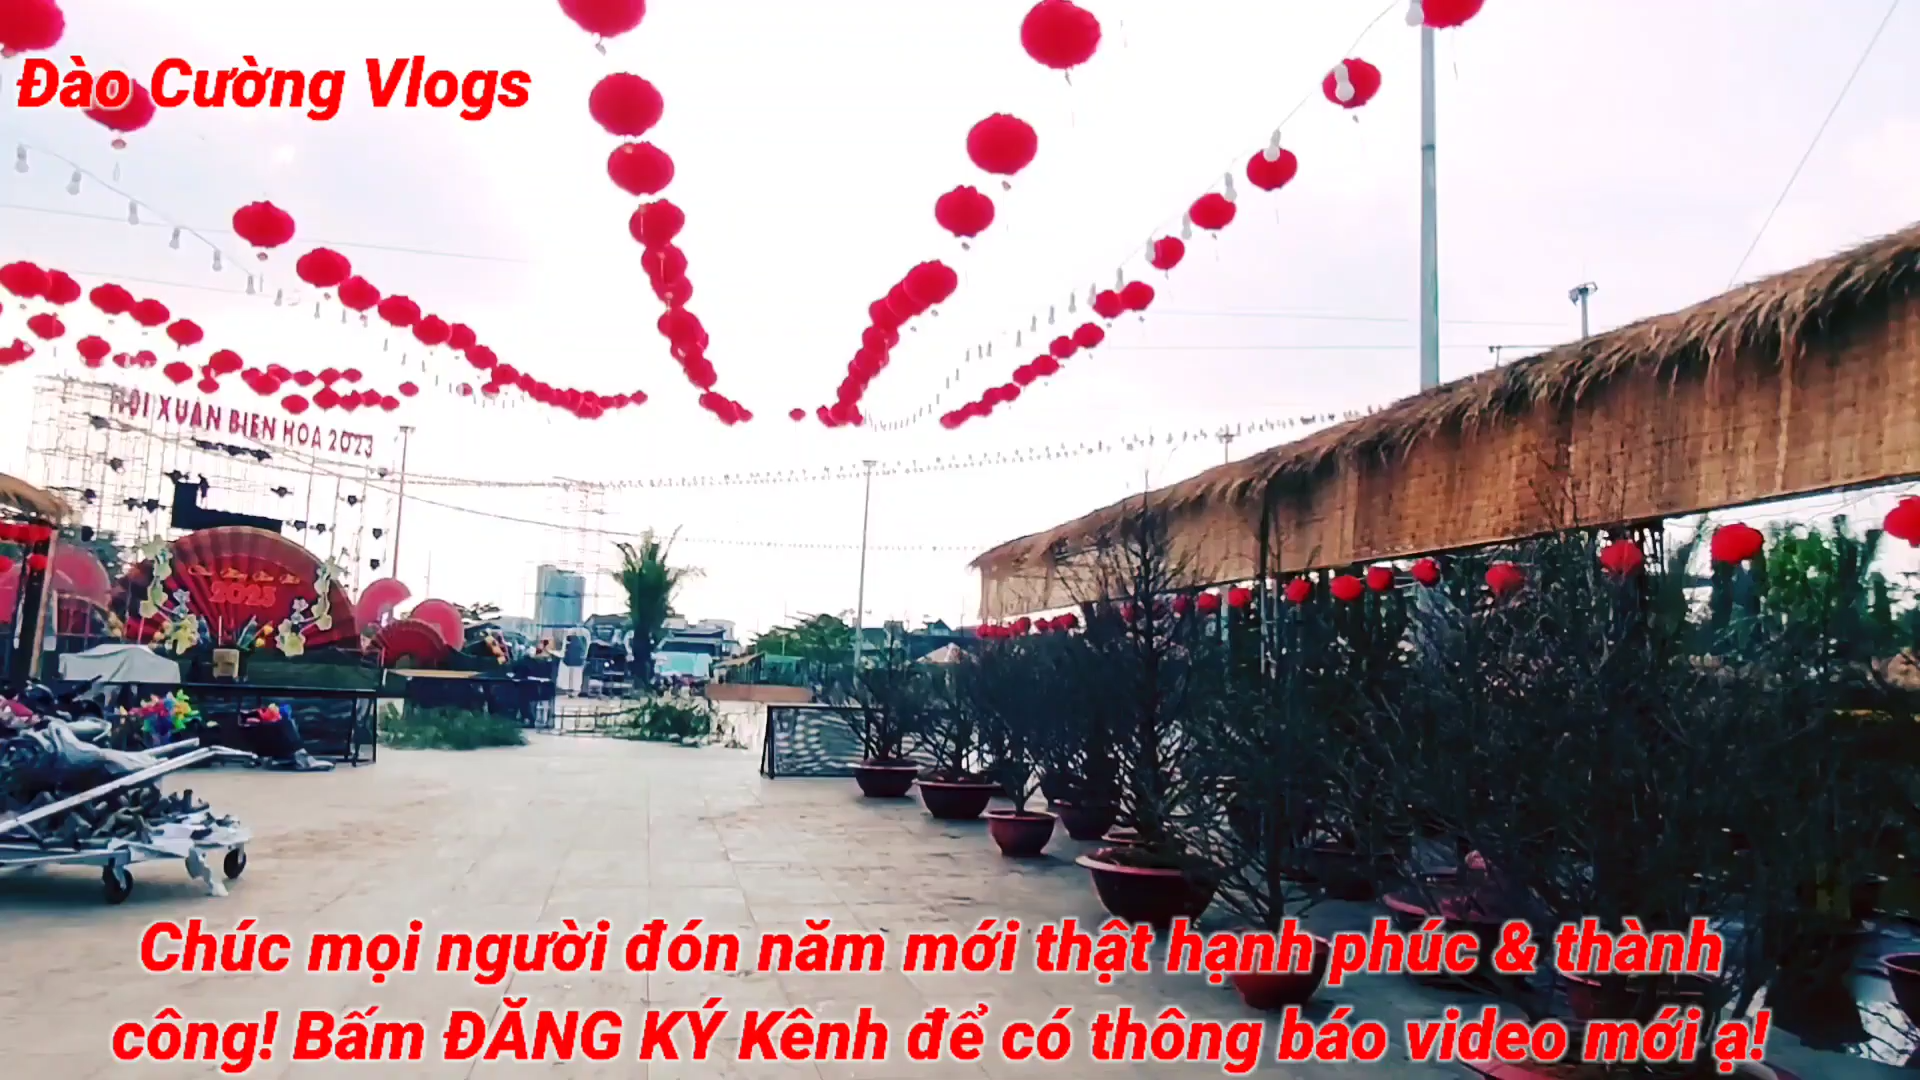 Đào Cường Vlogs
HỘI XUÂN BIÊN HÒA 2023
2023
Chúc mọi người đón năm mới thật hạnh phúc & thành
công! Bấm ĐĂNG KÝ Kênh để có thông báo video mới ạ!